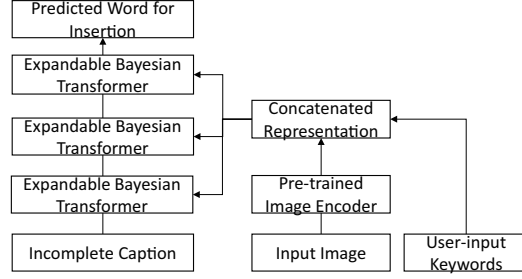 Predicted Word for
Insertion
Expandable Bayesian
Transformer
Expandable Bayesian
Transformer
Expandable Bayesian
Transformer
Incomplete Caption
Concatenated
Representation
Pre-trained
Image Encoder
Input Image
User-input
Keywords